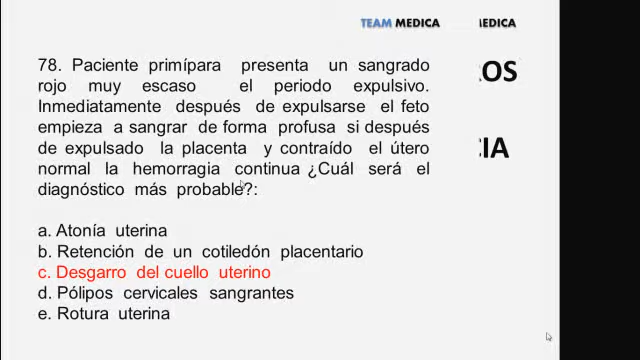 TEAM MEDICA
EDICA
78. Paciente primípara presenta un sangrado
rojo muy escaso el periodo expulsivo.
Inmediatamente después de expulsarse el feto
empieza a sangrar de forma profusa si después
de expulsado la placenta y contraído el útero
normal la hemorragia continua ¿Cuál será el
diagnóstico más probable?:
a. Atonía uterina
b. Retención de un cotiledón placentario
c. Desgarro del cuello uterino
d. Pólipos cervicales sangrantes
e. Rotura uterina
OS
IA